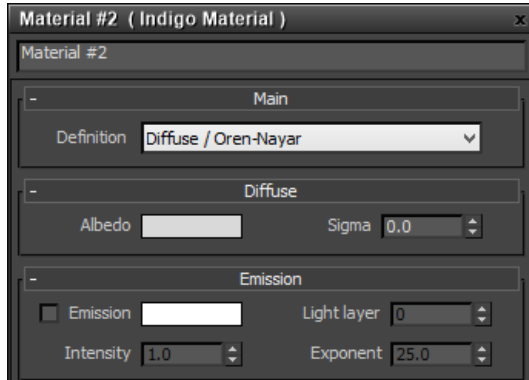 Material #2 ( Indigo Material ) x
Material #2
- Main
Definition Diffuse / Oren-Nayar
- Diffuse
Albedo Sigma 0.0
- Emission
Emission Light layer 0
Intensity 1.0 Exponent 25.0